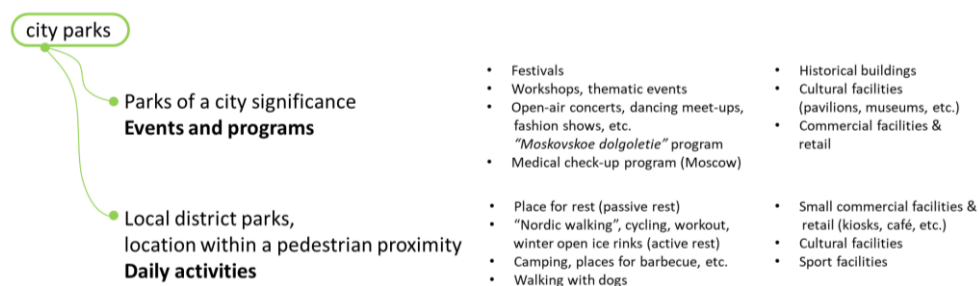 city parks
Parks of a city significance
Events and programs
• Festivals
• Workshops, thematic events
• Open-air concerts, dancing meet-ups,
fashion shows, etc.
"Moskovskoe dolgoletie" program
• Medical check-up program (Moscow)
• Historical buildings
• Cultural facilities
(pavilions, museums, etc.)
• Commercial facilities &
retail
Local district parks,
location within a pedestrian proximity
Daily activities
• Place for rest (passive rest)
• "Nordic walking", cycling, workout,
winter open ice rinks (active rest)
• Camping, places for barbecue, etc.
• Walking with dogs
• Small commercial facilities &
retail (kiosks, café, etc.)
• Cultural facilities
• Sport facilities